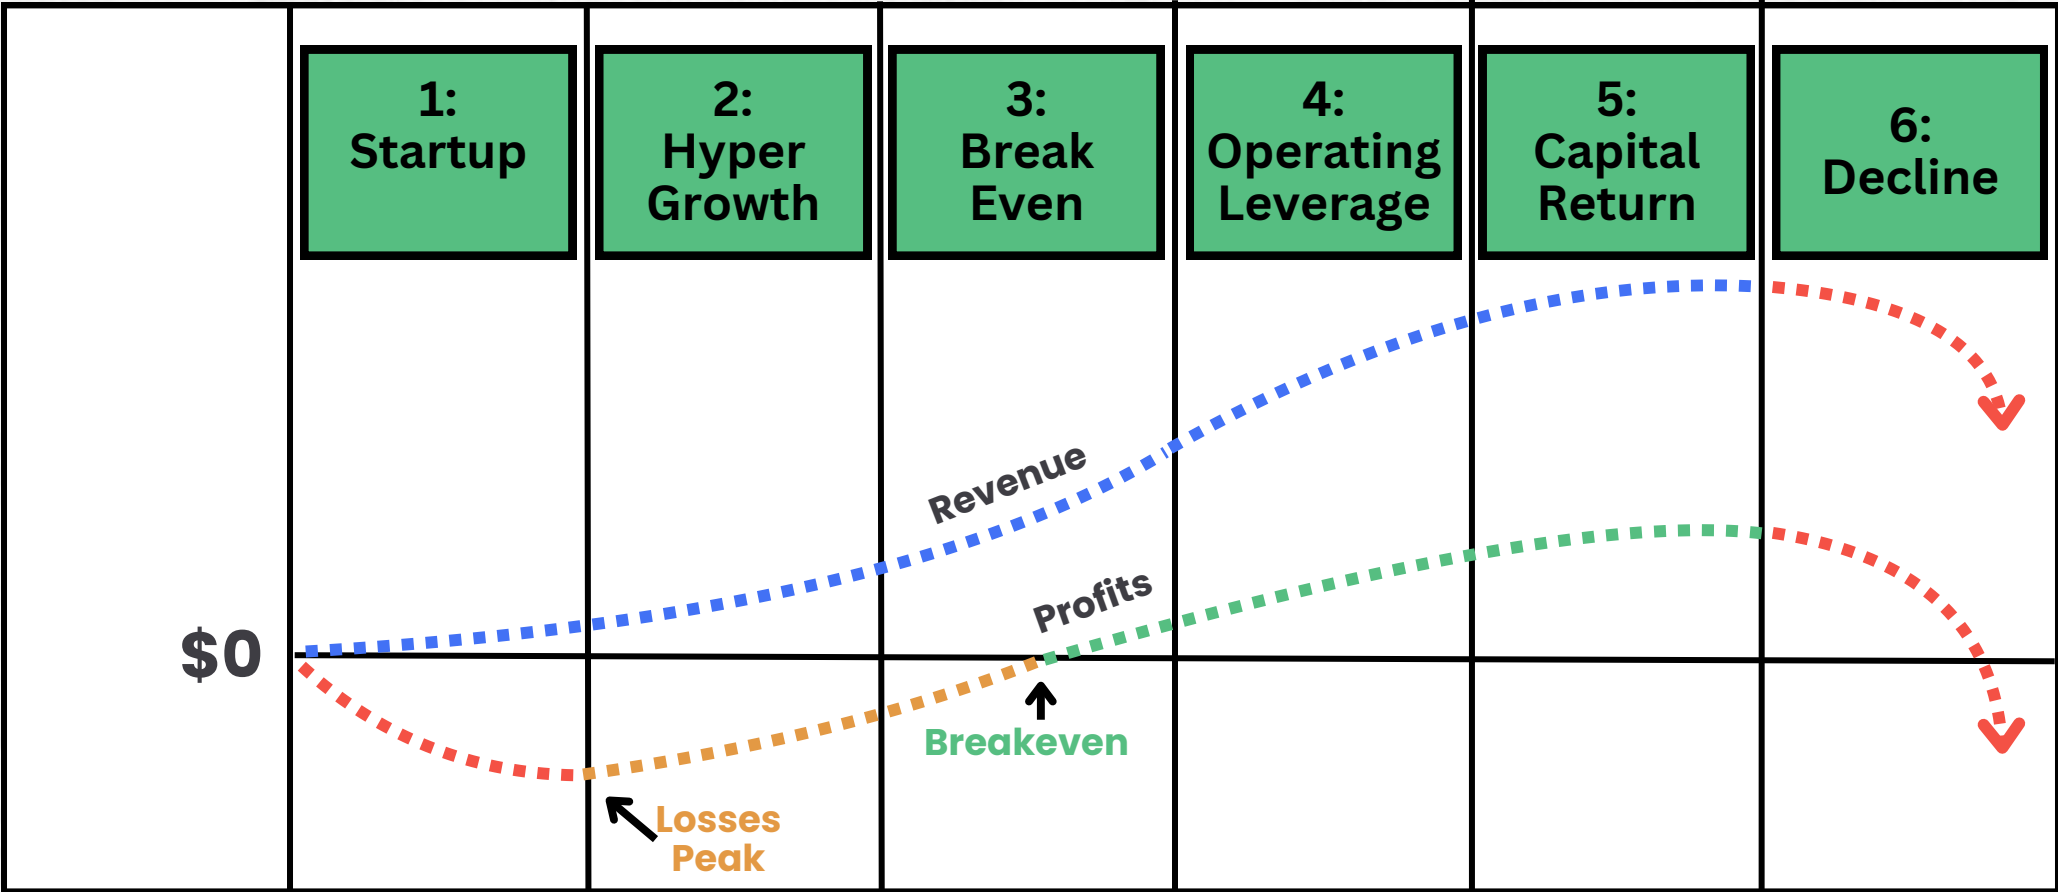 1:
Startup
2:
Hyper
Growth
3:
Break
Even
4:
Operating
Leverage
5:
Capital
Return
6:
Decline
Revenue
Profits
$0
Breakeven
Losses
Peak